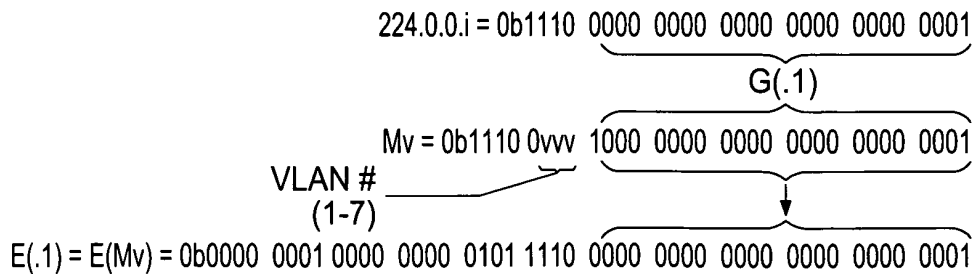 224.0.0.i = 0b1110 0000 0000 0000 0000 0000 0001
G(.1)
Mv = 0b1110 0vvv 1000 0000 0000 0000 0000 0001
VLAN #
(1-7)
E(.1) = E(Mv) = 0b0000 0001 0000 0000 0101 1110 0000 0000 0000 0000 0000 0001